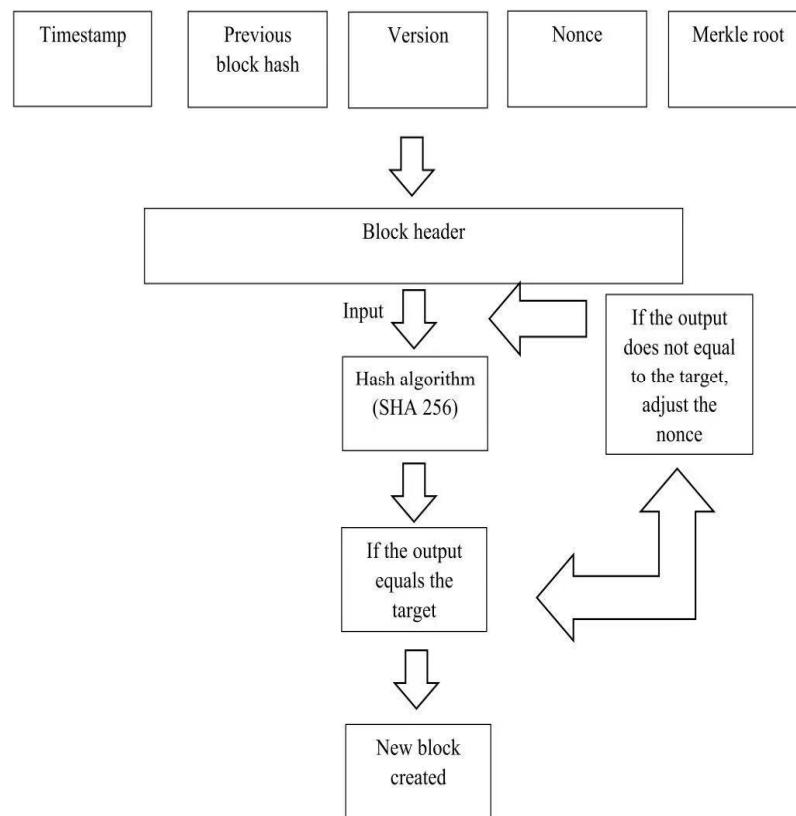 Timestamp
Previous
block hash
Version
Nonce
Merkle root
Block header
Input
Hash algorithm
(SHA 256)
If the output
does not equal
to the target,
adjust the
nonce
If the output
equals the
target
New block
created